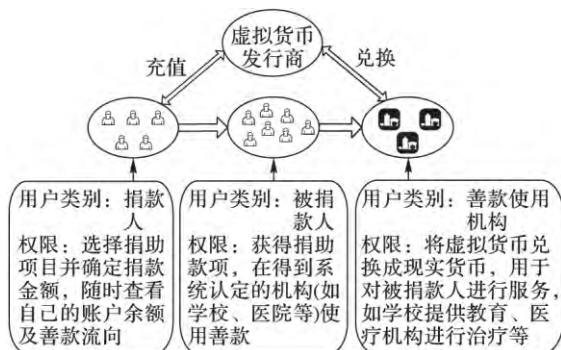 虚拟货币
发行商
充值
兑换
用户类别：捐款
人
权限：选择捐助
项目并确定捐款
金额，随时查看
自己的账户余额
及善款流向
用户类别：被捐
款人
权限：获得捐助
款项，在得到系
统认定的机构(如
学校、医院等)使
用善款
用户类别：善款使用
机构
权限：将虚拟货币兑
换成现实货币，用于
对被捐款人进行服务，
如学校提供教育、医
疗机构进行治疗等